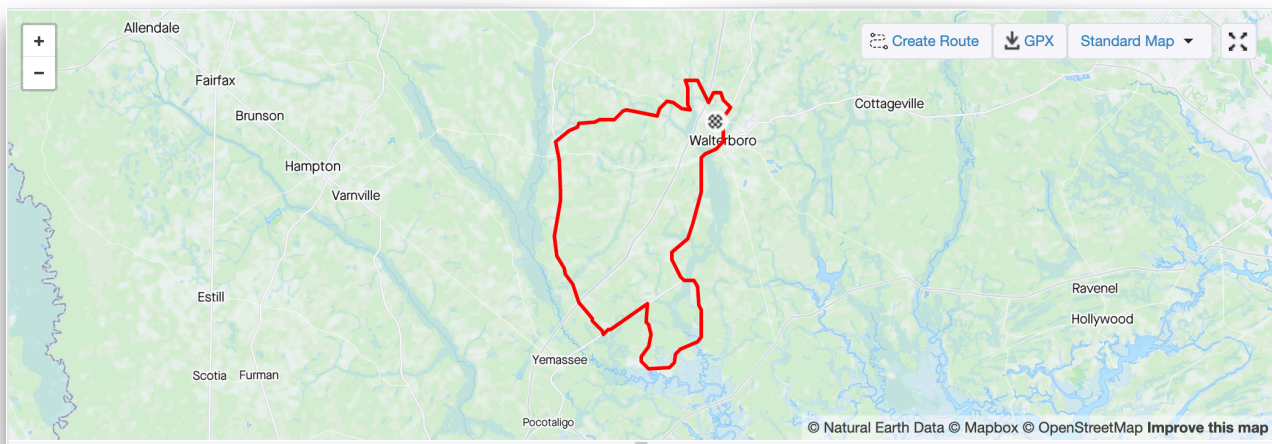 +
−
Create Route
GPX
Standard Map
Allendale
Fairfax
Cottageville
Brunson
Walterboro
Hampton
Varnville
Estill
Ravenel
Hollywood
Yemassee
Scotia
Furman
Pocotaligo
© Natural Earth Data © Mapbox © OpenStreetMap Improve this map